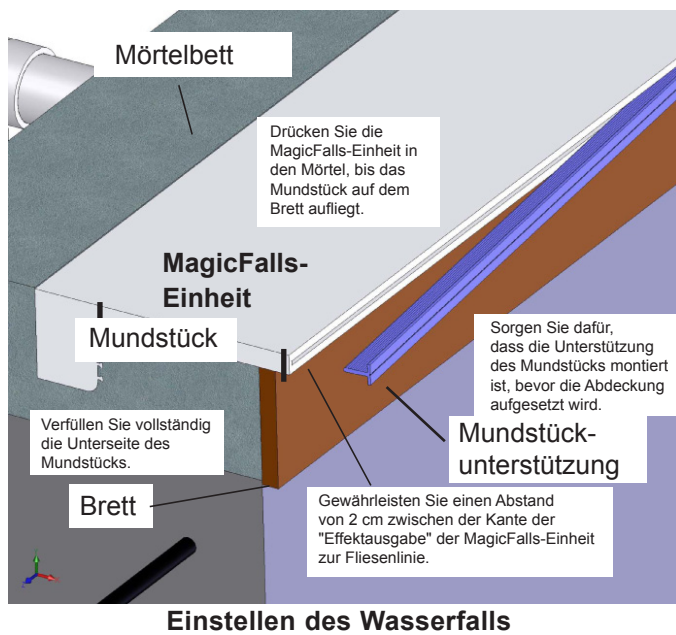 Mörtelbett
Drücken Sie die
MagicFalls-Einheit in
den Mörtel, bis das
Mundstück auf dem
Brett aufliegt.
MagicFalls-
Einheit
Mundstück
Sorgen Sie dafür,
dass die Unterstützung
des Mundstücks montiert
ist, bevor die Abdeckung
aufgesetzt wird.
Verfüllen Sie vollständig
die Unterseite des
Mundstücks.
Mundstück-
unterstützung
Brett
Gewährleisten Sie einen Abstand
von 2 cm zwischen der Kante der
"Effektausgabe" der MagicFalls-Einheit
zur Fliesenlinie.
Einstellen des Wasserfalls